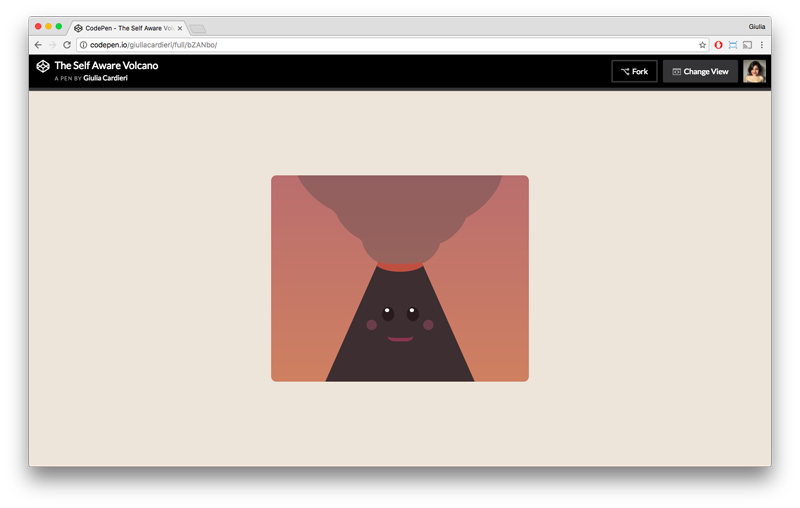 CodePen - The Self Aware Volc
Giulia
codepen.io/giuliacardieri/full/bZANbo/
The Self Aware Volcano
A PEN BY Giulia Cardieri
Fork
Change View